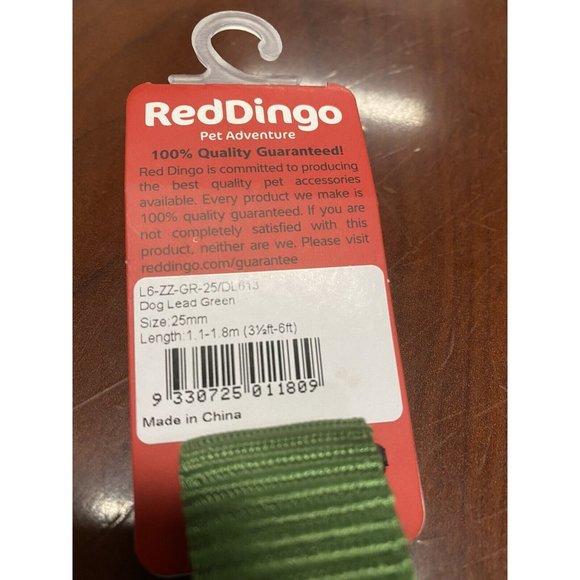 RedDingo
Pet Adventure
100% Quality Guaranteed!
Red Dingo is committed to producing
the best quality pet accessories
available. Every product we make is
100% quality guaranteed. If you are
not completely satisfied with this
product, neither are we. Please visit
reddingo.com/guarantee
L6-ZZ-GR-25/DL613
Dog Lead Green
Size:25mm
Length:1.1-1.8m (3½ft-6ft)
9 330725 011809
Made in China